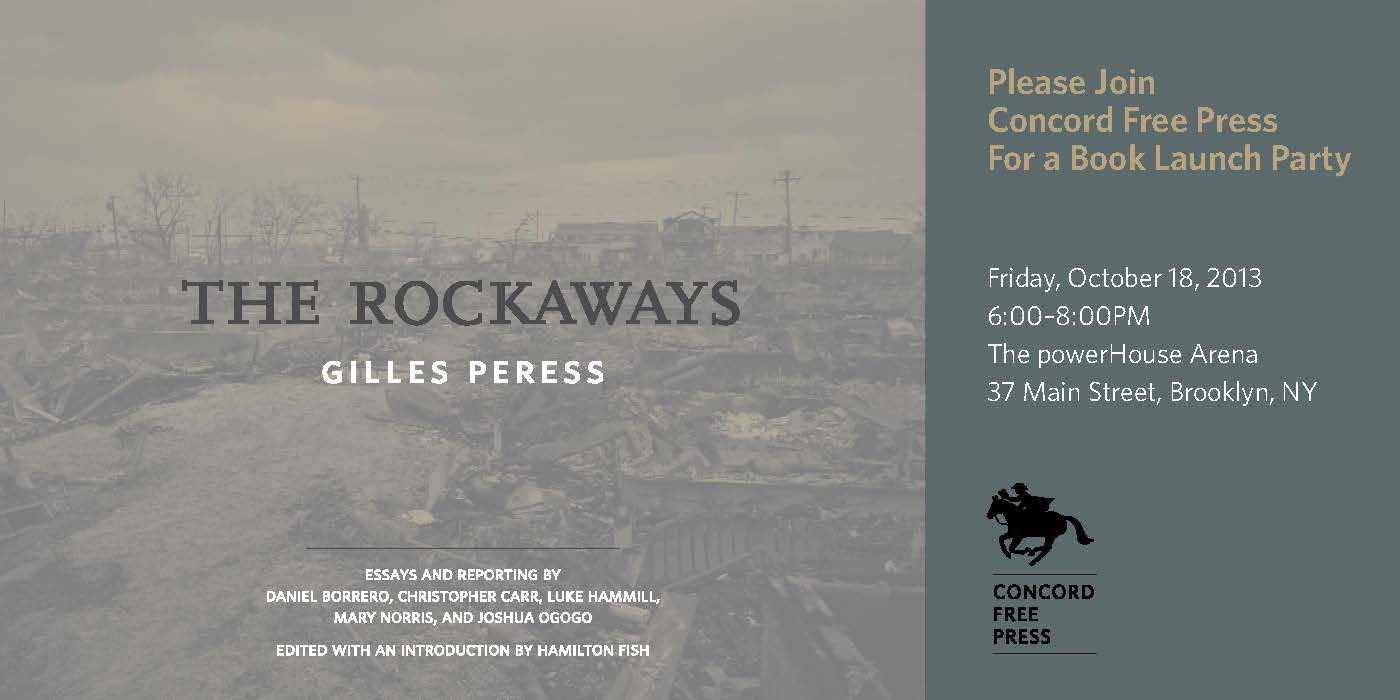 THE ROCKAWAYS
GILLES PERESS
ESSAYS AND REPORTING BY
DANIEL BORRERO, CHRISTOPHER CARR, LUKE HAMMILL,
MARY NORRIS, AND JOSHUA OGOGO
EDITED WITH AN INTRODUCTION BY HAMILTON FISH
Please Join
Concord Free Press
For a Book Launch Party
Friday, October 18, 2013
6:00–8:00PM
The powerHouse Arena
37 Main Street, Brooklyn, NY
CONCORD
FREE
PRESS